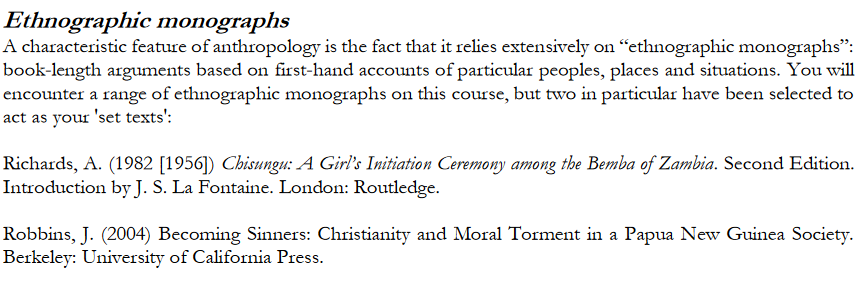 Ethnographic monographs
A characteristic feature of anthropology is the fact that it relies extensively on “ethnographic monographs”:
book-length arguments based on first-hand accounts of particular peoples, places and situations. You will
encounter a range of ethnographic monographs on this course, but two in particular have been selected to
act as your 'set texts':
Richards, A. (1982 [1956]) Chisungu: A Girl’s Initiation Ceremony among the Bemba of Zambia. Second Edition.
Introduction by J. S. La Fontaine. London: Routledge.
Robbins, J. (2004) Becoming Sinners: Christianity and Moral Torment in a Papua New Guinea Society.
Berkeley: University of California Press.